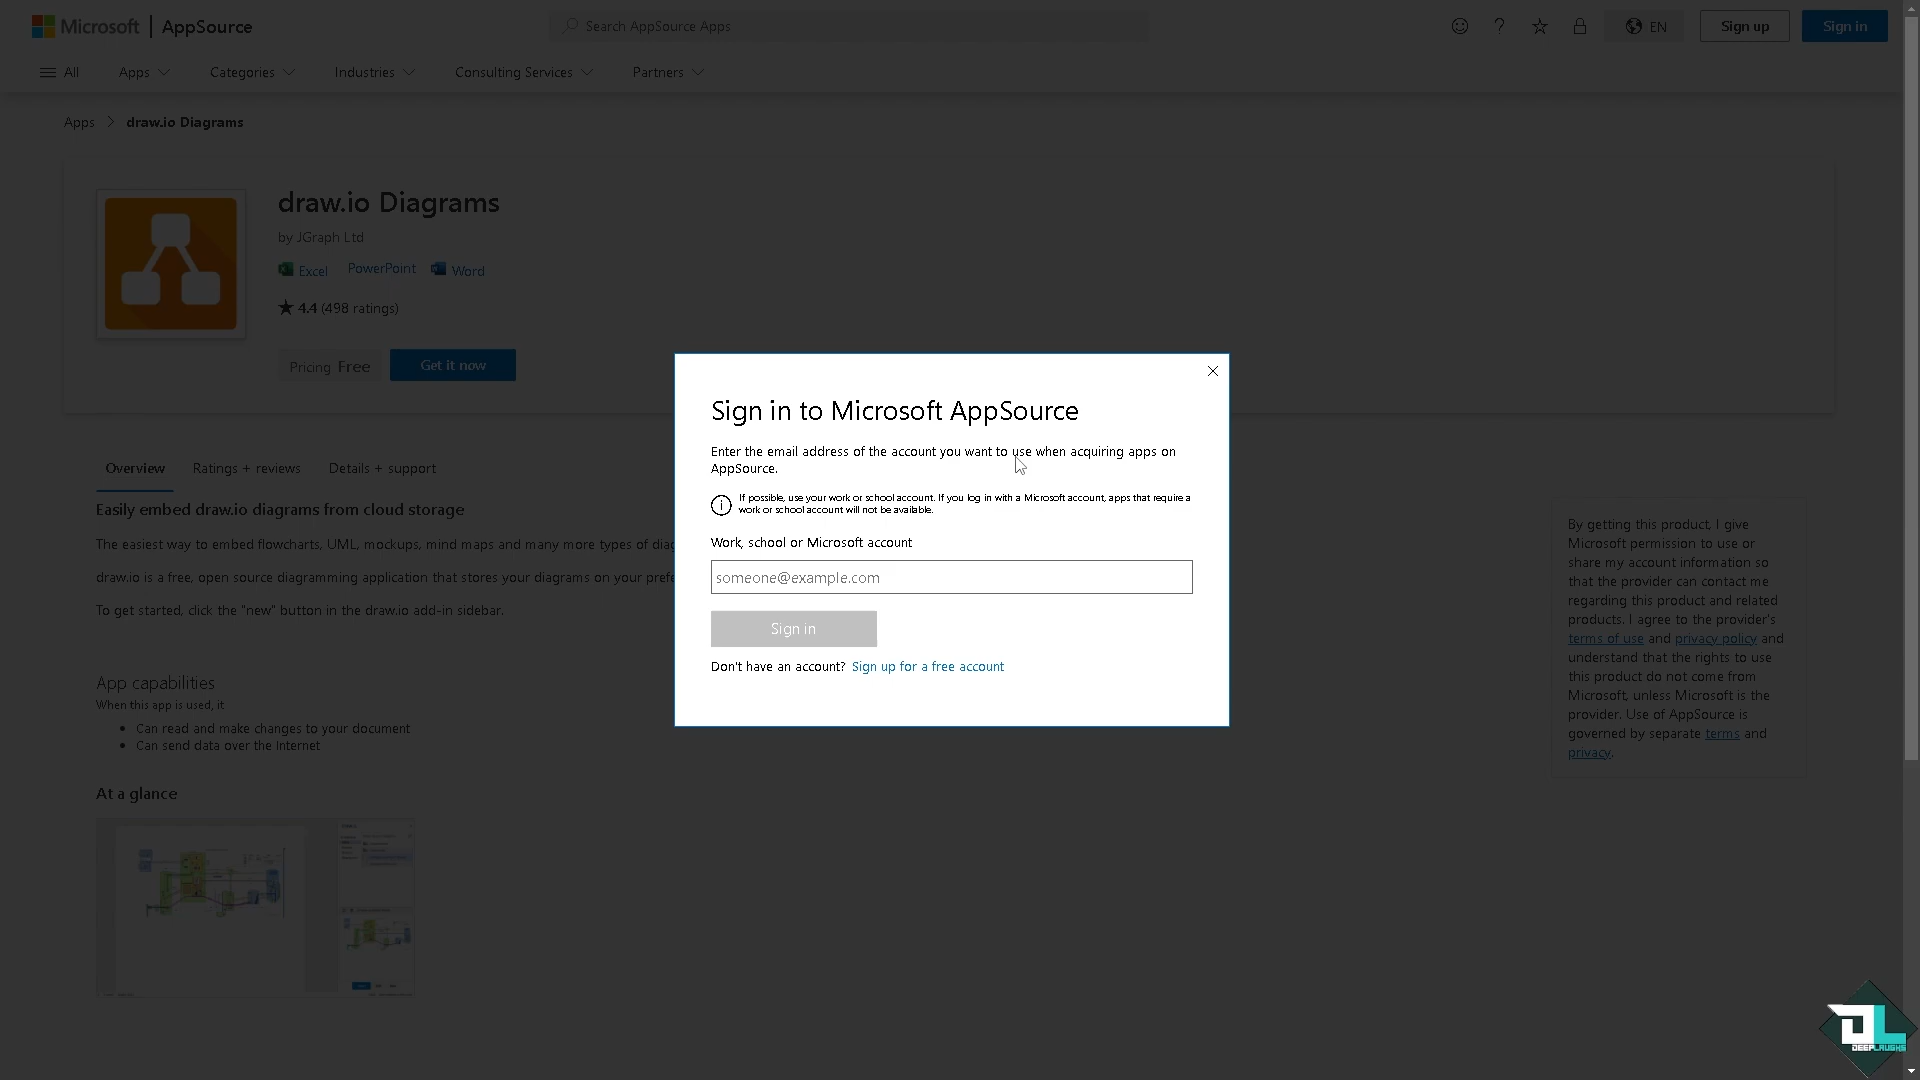 Microsoft | AppSource
Search AppSource Apps
EN
Sign up
Sign in
All
Apps
Categories
Industries
Consulting Services
Partners
Apps > draw.io Diagrams
draw.io Diagrams
by JGraph Ltd
Excel PowerPoint Word
4.4 (498 ratings)
Pricing Free
Get it now
Sign in to Microsoft AppSource
Enter the email address of the account you want to use when acquiring apps on
AppSource.
If possible, use your work or school account. If you log in with a Microsoft account, apps that require a
work or school account will not be available.
Work, school or Microsoft account
someone@example.com
Sign in
Don't have an account? Sign up for a free account
Overview
Ratings + reviews
Details + support
Easily embed draw.io diagrams from cloud storage
The easiest way to embed flowcharts, UML, mockups, mind maps and many more types of
draw.io is a free, open source diagramming application that stores your diagrams on your
To get started, click the "new" button in the draw.io add-in sidebar.
App capabilities
When this app is used, it
Can read and make changes to your document
Can send data over the Internet
At a glance
By getting this product, I give
Microsoft permission to use or
share my account information so
that the provider can contact me
regarding this product and related
products. I agree to the provider's
terms of use and privacy policy and
understand that the rights to use
this product do not come from
Microsoft, unless Microsoft is the
provider. Use of AppSource is
governed by separate terms and
privacy.
DL
DEEPLAUGHS